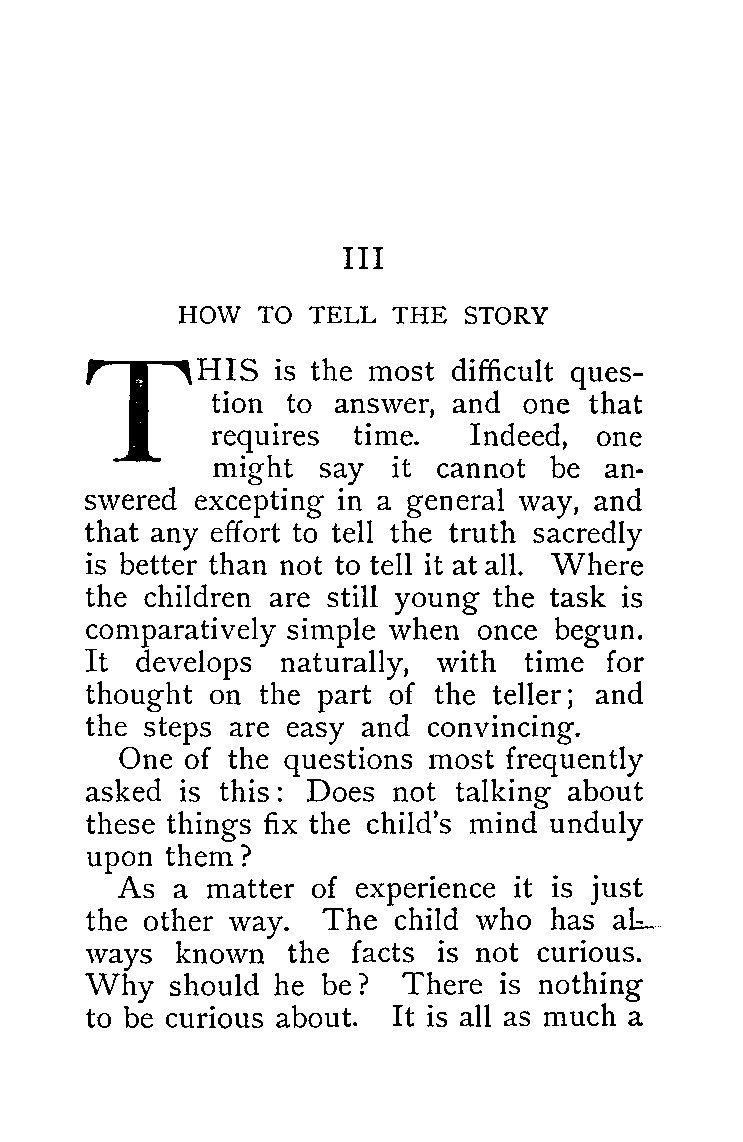 III
HOW TO TELL THE STORY
THIS is the most difficult ques-
tion to answer, and one that
requires time. Indeed, one
might say it cannot be an-
swered excepting in a general way, and
that any effort to tell the truth sacredly
is better than not to tell it at all. Where
the children are still young the task is
comparatively simple when once begun.
It develops naturally, with time for
thought on the part of the teller; and
the steps are easy and convincing.
One of the questions most frequently
asked is this: Does not talking about
these things fix the child's mind unduly
upon them?
As a matter of experience it is just
the other way. The child who has al-
ways known the facts is not curious.
Why should he be? There is nothing
to be curious about. It is all as much a